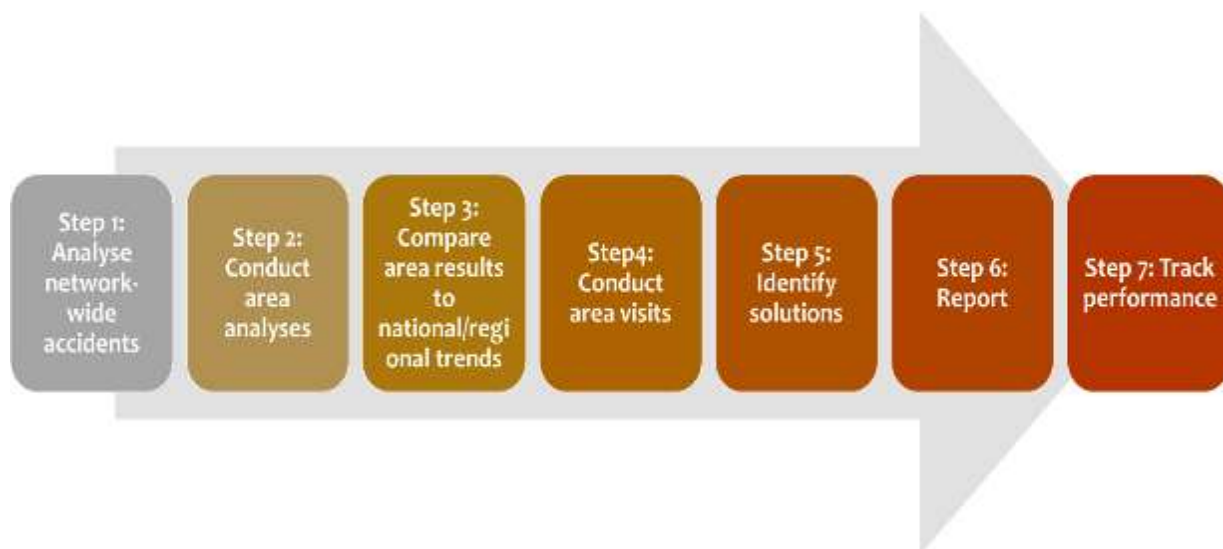 Step 1:
Analyse
network-
wide
accidents
Step 2:
Conduct
area
analyses
Step 3:
Compare
area results
to
national/regi
onal trends
Step4:
Conduct
area visits
Step 5:
Identify
solutions
Step 6:
Report
Step 7: Track
performance